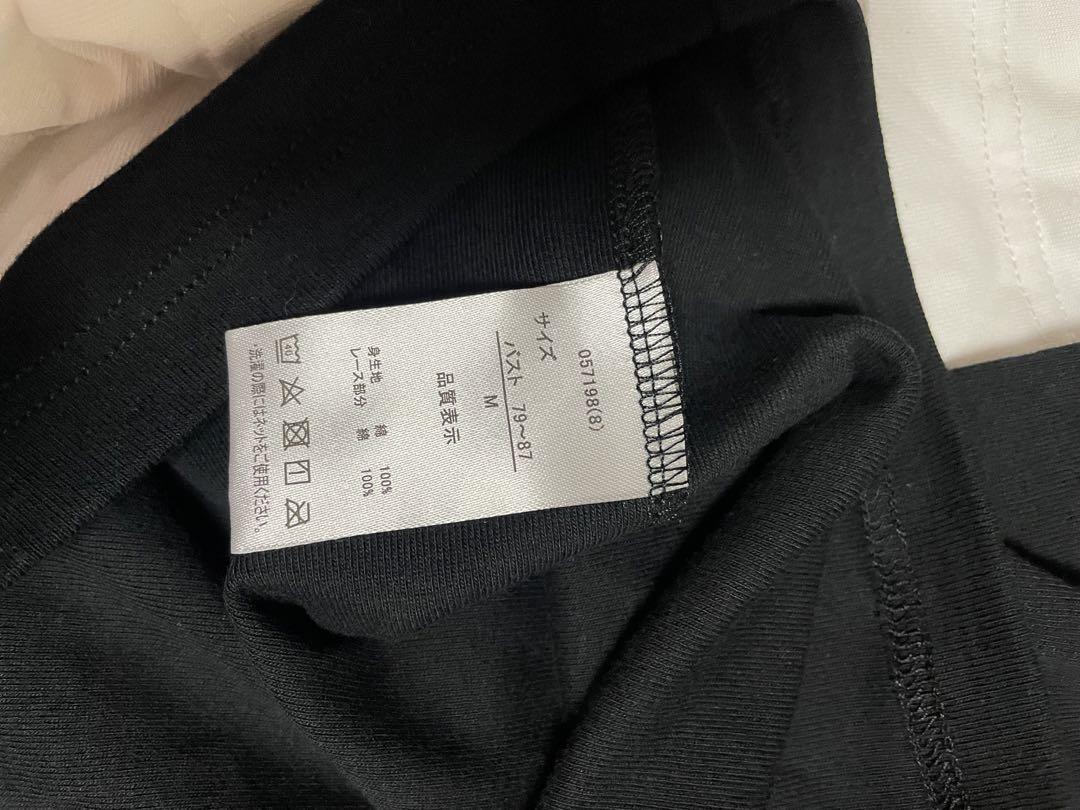 057198(8)
サイズ
バスト 79～87
M
品質表示
身生地 綿 100%
レース部分 綿 100%
40
・洗濯の際にはネットをご使用ください。